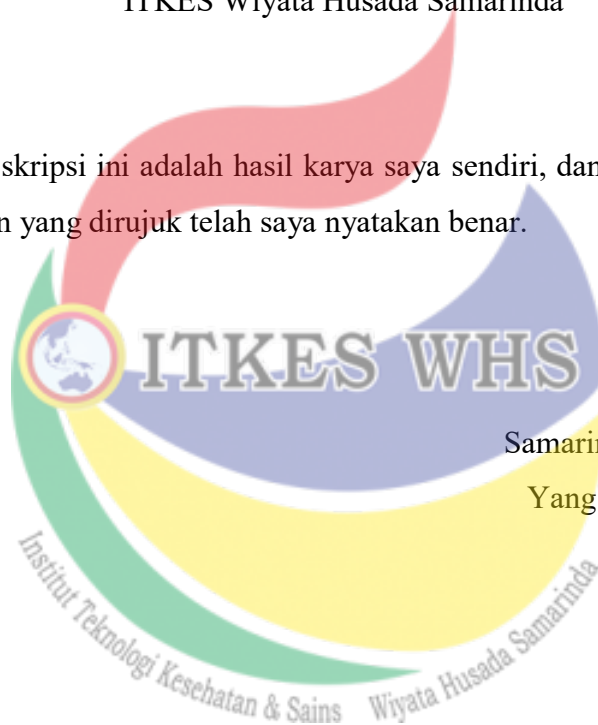 ITKES Wiyata Husada Samarinda
skripsi ini adalah hasil karya saya sendiri, dan
yang dirujuk telah saya nyatakan benar.
ITKES WHS
Yang
Institut Teknologi Kesehatan & Sains Wiyata Husada Samarinda